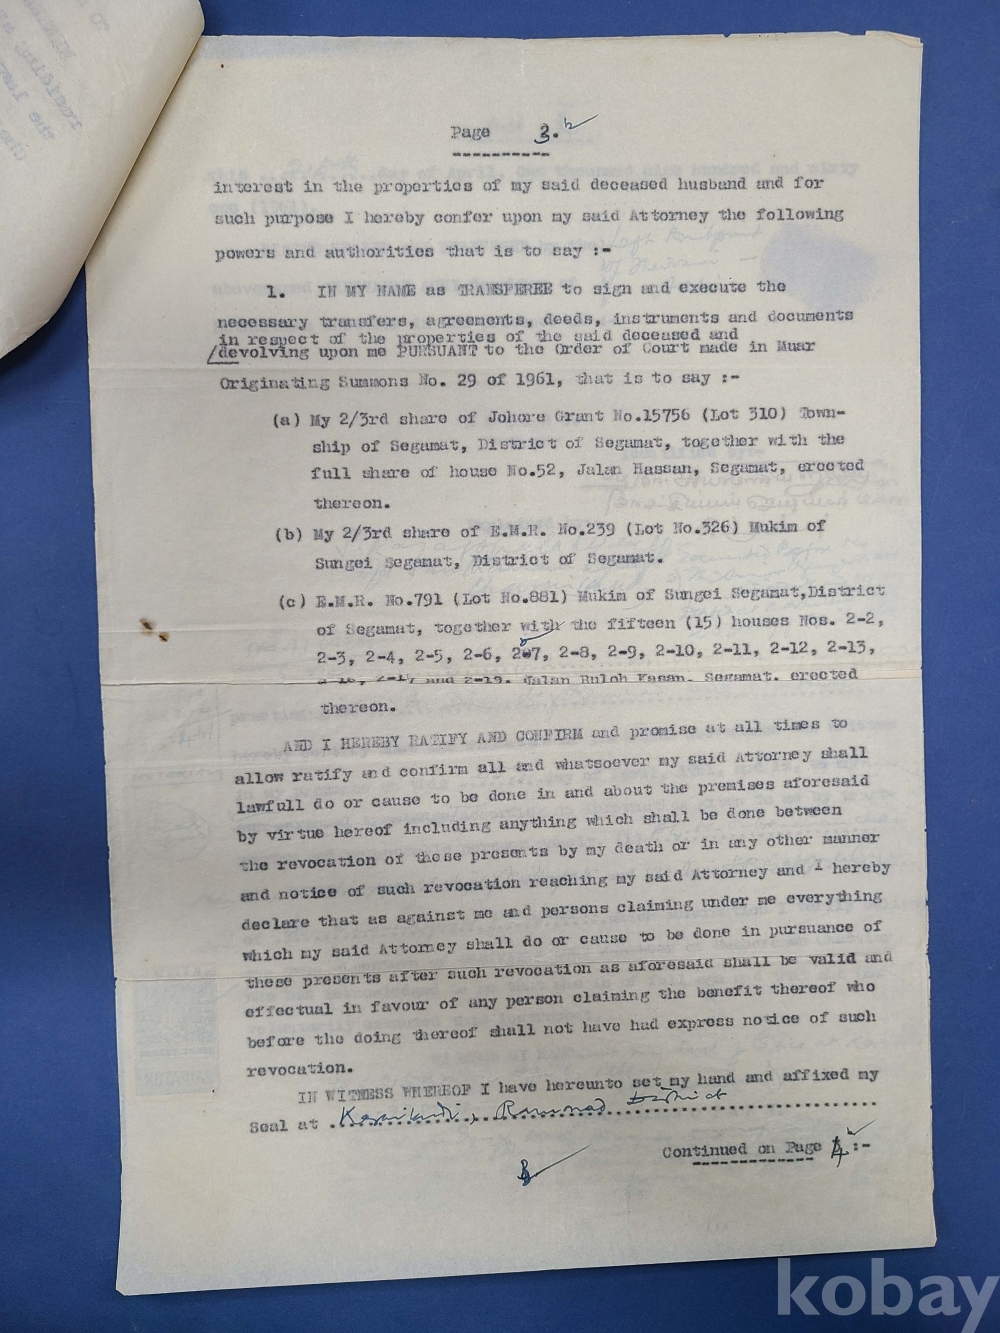 Page 3.
interest in the properties of my said deceased husband and for
such purpose I hereby confer upon my said Attorney the following
powers and authorities that is to say :-
1. IN MY NAME as TRANSFEREE to sign and execute the
necessary transfers, agreements, deeds, instruments and documents
in respect of the properties of the said deceased and
/devolving upon me PURSUANT to the Order of Court made in Muar
Originating Summons No. 29 of 1961, that is to say :-
(a) My 2/3rd share of Johore Grant No.15756 (Lot 310) Town-
ship of Segamat, District of Segamat, together with the
full share of house No.52, Jalan Hassan, Segamat, erected
thereon.
(b) My 2/3rd share of E.M.R. No.239 (Lot No.326) Mukim of
Sungei Segamat, District of Segamat.
(c) E.M.R. No.791 (Lot No.881) Mukim of Sungei Segamat,District
of Segamat, together with the fifteen (15) houses Nos. 2-2,
2-3, 2-4, 2-5, 2-6, 2-7, 2-8, 2-9, 2-10, 2-11, 2-12, 2-13,
and 2-19. Jalan Buloh Kasap. Segamat. erected
thereon.
AND I HEREBY RATIFY AND CONFIRM and promise at all times to
allow ratify and confirm all and whatsoever my said Attorney shall
lawfull do or cause to be done in and about the premises aforesaid
by virtue hereof including anything which shall be done between
the revocation of these presents by my death or in any other manner
and notice of such revocation reaching my said Attorney and I hereby
declare that as against me and persons claiming under me everything
which my said Attorney shall do or cause to be done in pursuance of
these presents after such revocation as aforesaid shall be valid and
effectual in favour of any person claiming the benefit thereof who
before the doing thereof shall not have had express notice of such
revocation.
IN WITNESS WHEREOF I have hereunto set my hand and affixed my
Seal at Ramnad District
Continued on Page 4 :-
kobay